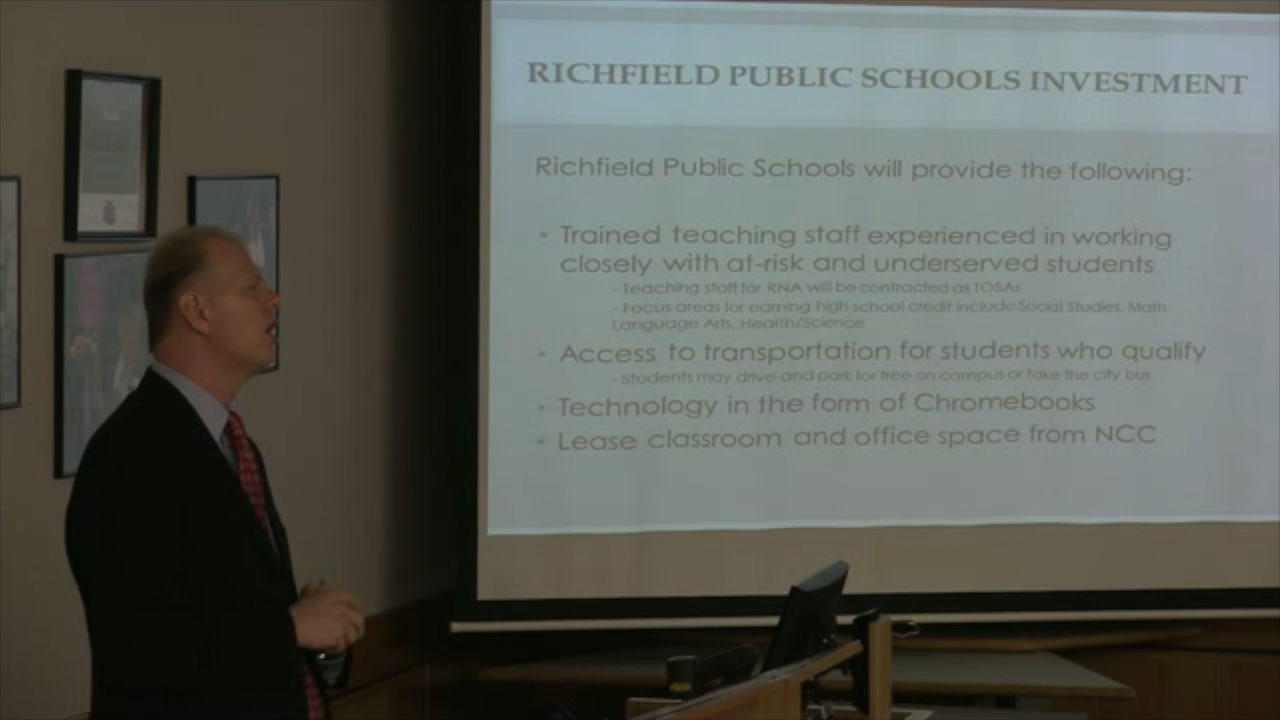 RICHFIELD PUBLIC SCHOOLS INVESTMENT
Richfield Public Schools will provide the following:
• Trained teaching staff experienced in working
closely with at-risk and underserved students
- Teaching staff for RNA will be contracted as TOSAs
- Focus areas for earning high school credit include Social Studies, Math,
Language Arts, Health/Science
• Access to transportation for students who qualify
- Students may drive and park for free on campus or take the city bus
• Technology in the form of Chromebooks
• Lease classroom and office space from NCC